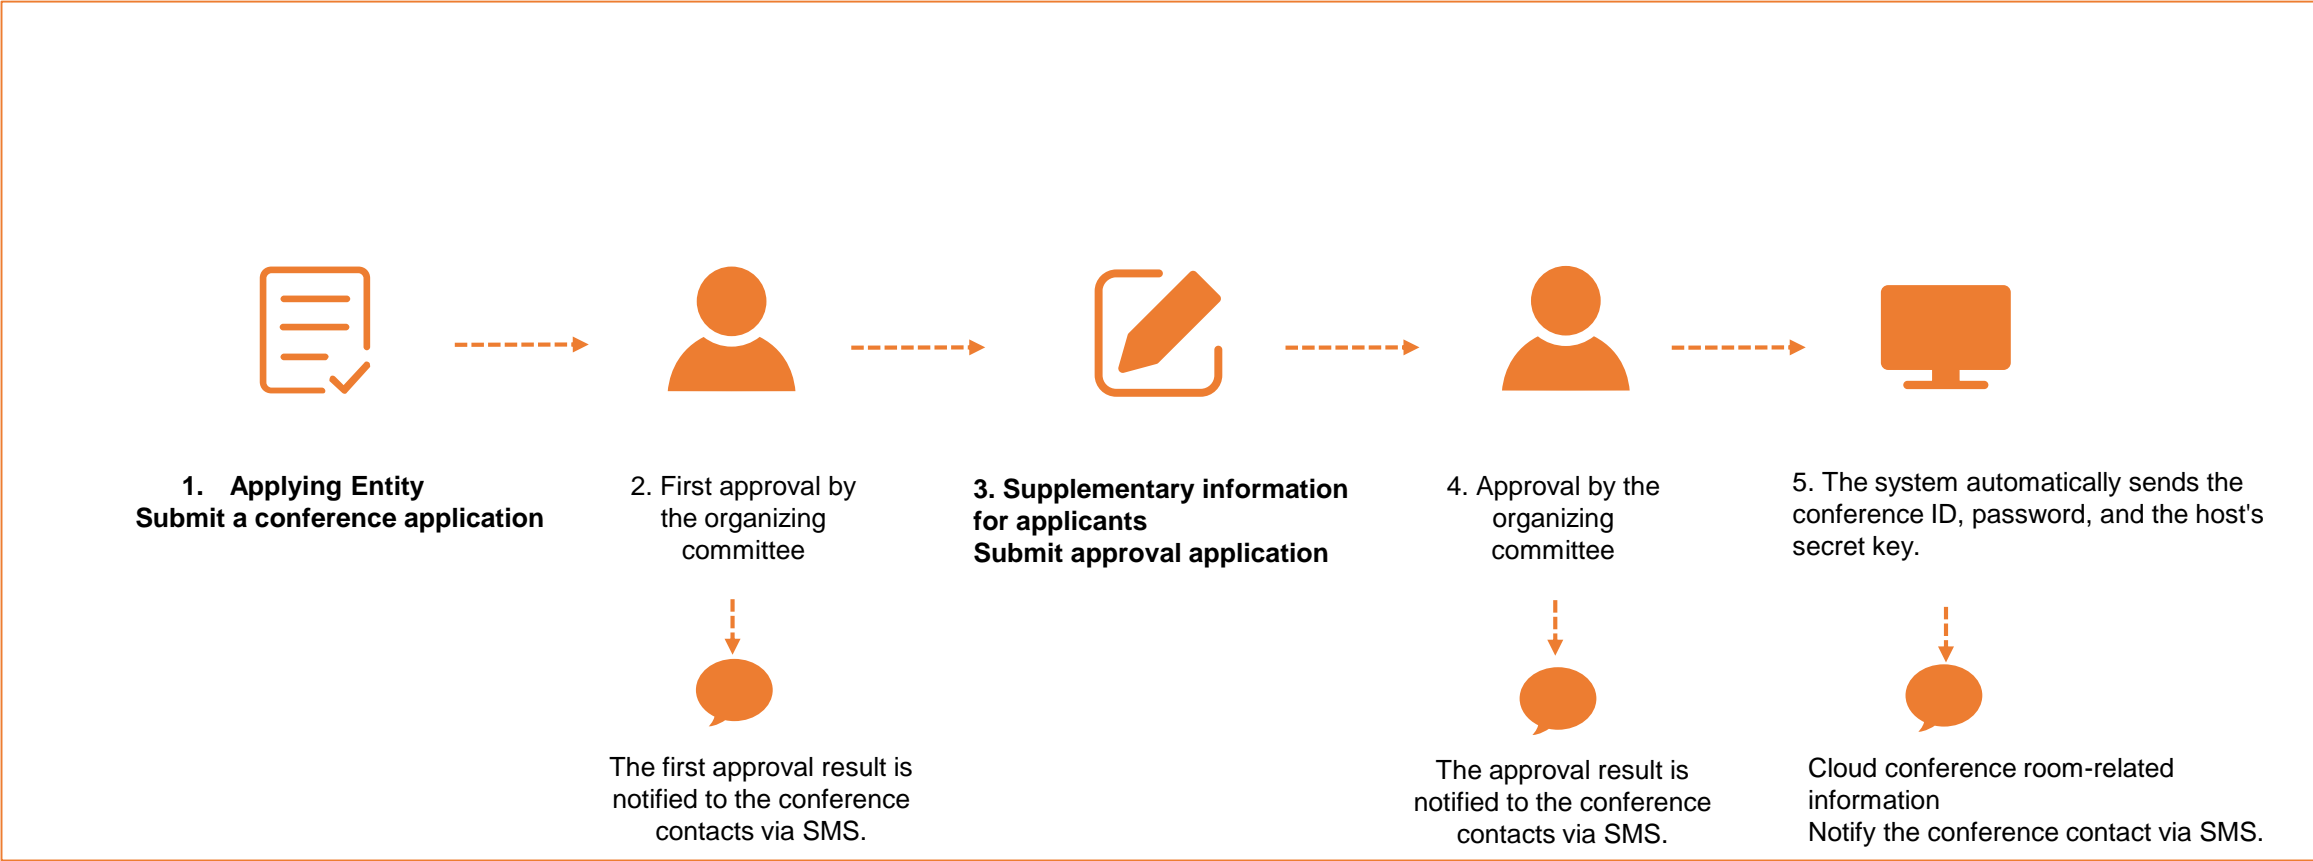 1. Applying Entity
Submit a conference application
2. First approval by
the organizing
committee
3. Supplementary information
for applicants
Submit approval application
4. Approval by the
organizing
committee
5. The system automatically sends the
conference ID, password, and the host's
secret key.
The first approval result is
notified to the conference
contacts via SMS.
The approval result is
notified to the conference
contacts via SMS.
Cloud conference room-related
information
Notify the conference contact via SMS.